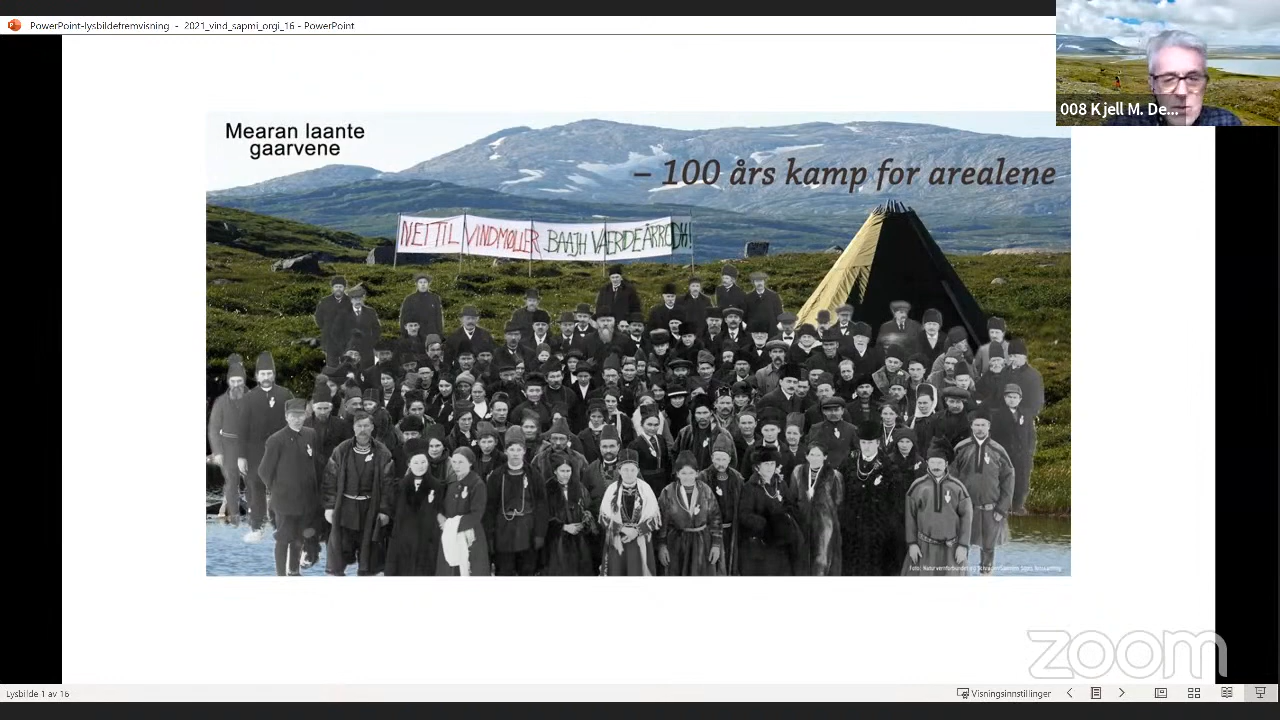 PowerPoint-lysbildefremvisning - 2021_vind_sapmi_orgi_16 - PowerPoint
008 Kjell M. De...
Mearan laante
gaarvene
– 100 års kamp for arealene
NEI TIL VINDMØLLER BAAJH VAERIDE ÅRRODH!
zoom
Lysbilde 1 av 16
Visningsinnstillinger